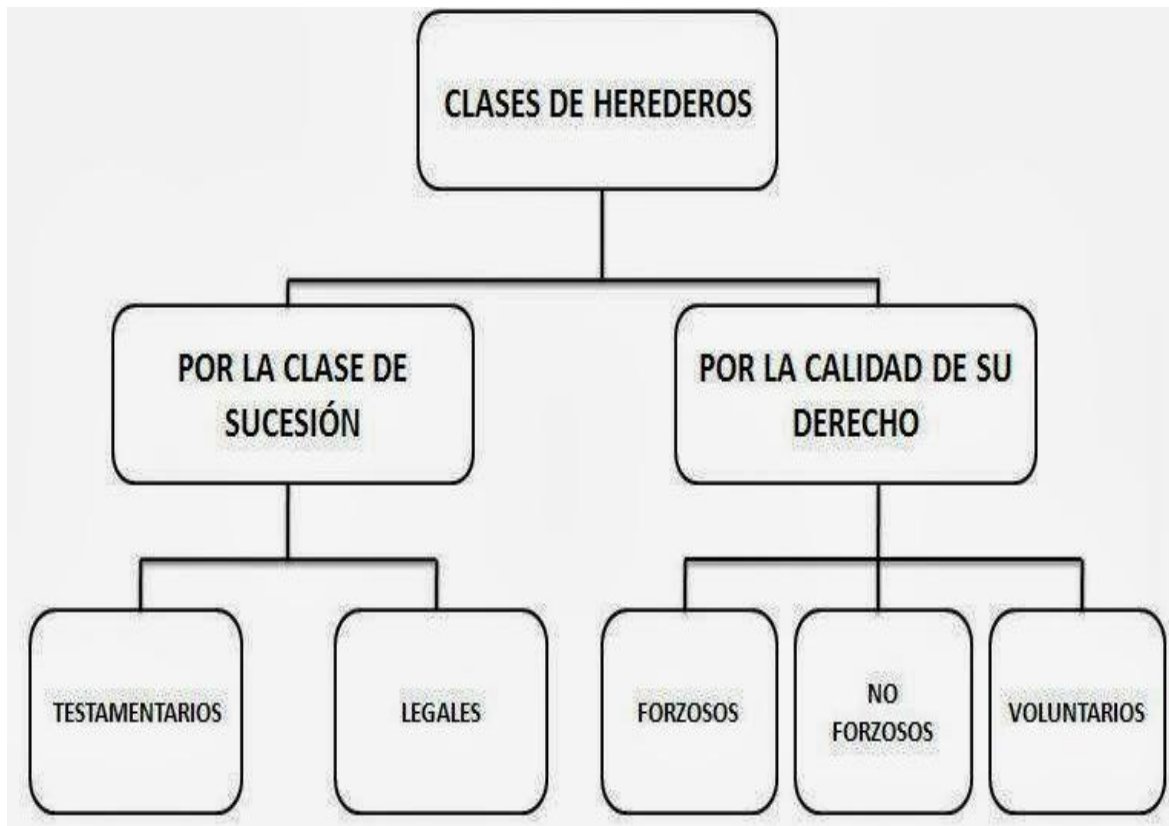 CLASES DE HEREDEROS
POR LA CLASE DE
SUCESIÓN
POR LA CALIDAD DE SU
DERECHO
TESTAMENTARIOS
LEGALES
FORZOSOS
NO
FORZOSOS
VOLUNTARIOS